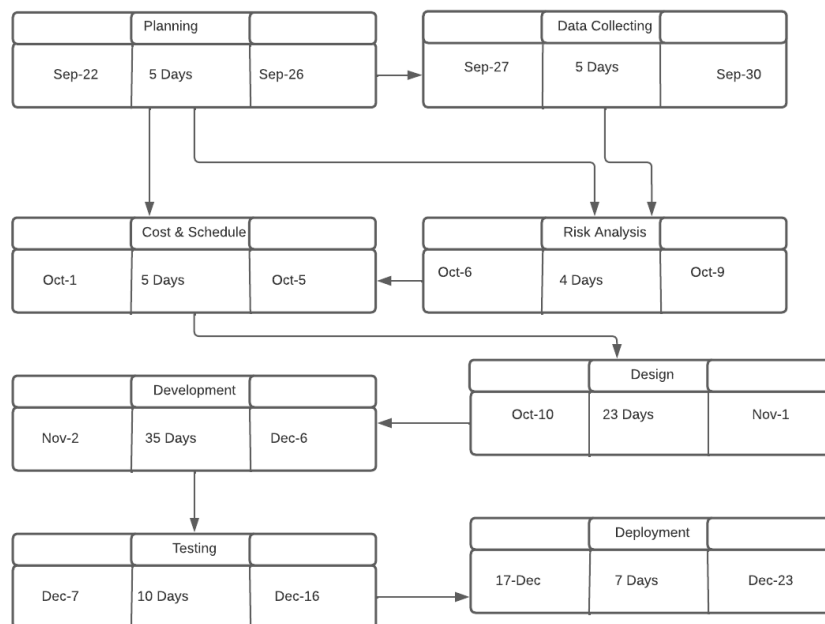 Planning
Sep-22 5 Days Sep-26
Data Collecting
Sep-27 5 Days Sep-30
Cost & Schedule
Oct-1 5 Days Oct-5
Risk Analysis
Oct-6 4 Days Oct-9
Design
Oct-10 23 Days Nov-1
Development
Nov-2 35 Days Dec-6
Testing
Dec-7 10 Days Dec-16
Deployment
17-Dec 7 Days Dec-23